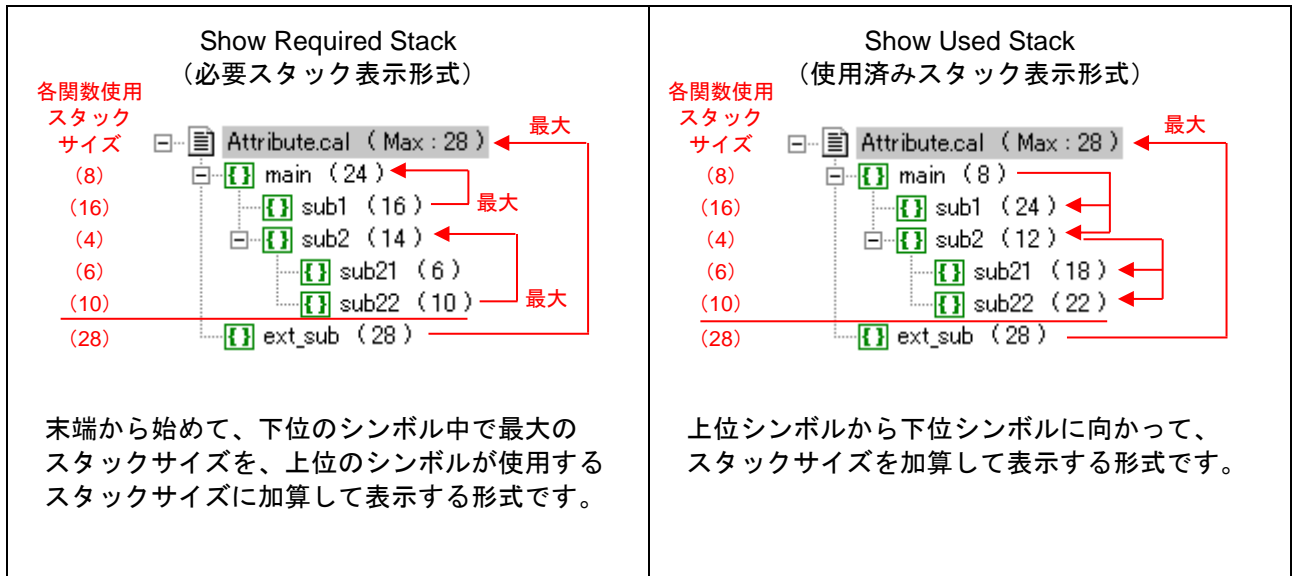 Show Required Stack
（必要スタック表示形式）
各関数使用
スタック
サイズ
Attribute.cal （ Max : 28 ）
最大
（8） main （ 24 ）
（16） sub1 （ 16 ） 最大
（4） sub2 （ 14 ）
（6） sub21 （ 6 ）
（10） sub22 （ 10 ） 最大
（28） ext_sub （ 28 ）
末端から始めて、下位のシンボル中で最大の
スタックサイズを、上位のシンボルが使用する
スタックサイズに加算して表示する形式です。
Show Used Stack
（使用済みスタック表示形式）
各関数使用
スタック
サイズ
Attribute.cal （ Max : 28 ）
最大
（8） main （ 8 ）
（16） sub1 （ 24 ）
（4） sub2 （ 12 ）
（6） sub21 （ 18 ）
（10） sub22 （ 22 ）
（28） ext_sub （ 28 ）
上位シンボルから下位シンボルに向かって、
スタックサイズを加算して表示する形式です。